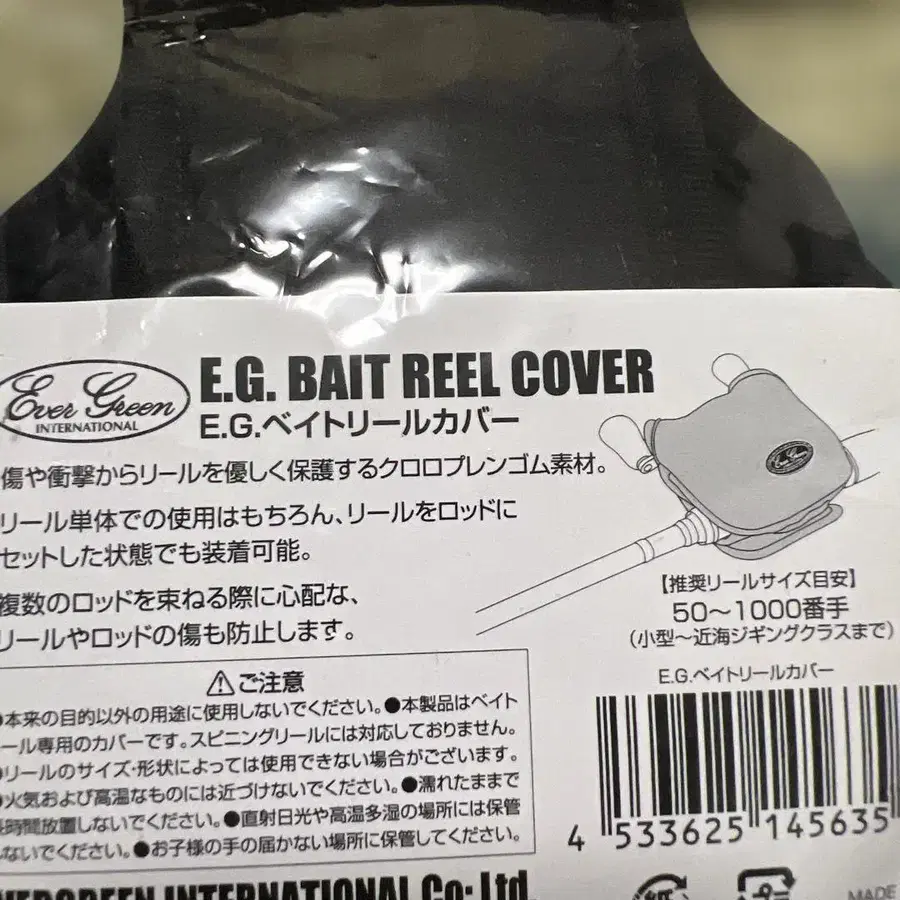 Ever Green
INTERNATIONAL
E.G. BAIT REEL COVER
E.G.ベイトリールカバー
傷や衝撃からリールを優しく保護するクロロプレンゴム素材。
リール単体での使用はもちろん、リールをロッドに
セットした状態でも装着可能。
複数のロッドを束ねる際に心配な、
リールやロッドの傷も防止します。
【推奨リールサイズ目安】
50〜1000番手
(小型〜近海ジギングクラスまで)
E.G.ベイトリールカバー
4 533625 145635
⚠ご注意
●本来の目的以外の用途に使用しないでください。●本製品はベイト
ール専用のカバーです。スピニングリールには対応しておりません。
●リールのサイズ・形状によっては使用できない場合がございます。
●火気および高温なものには近づけないでください。●濡れたままで
長時間放置しないでください。●直射日光や高温多湿の場所には保管
しないでください。●お子様の手の届かない場所に保管してください。
EVERGREEN INTERNATIONAL Co.,Ltd.
紙
MADE